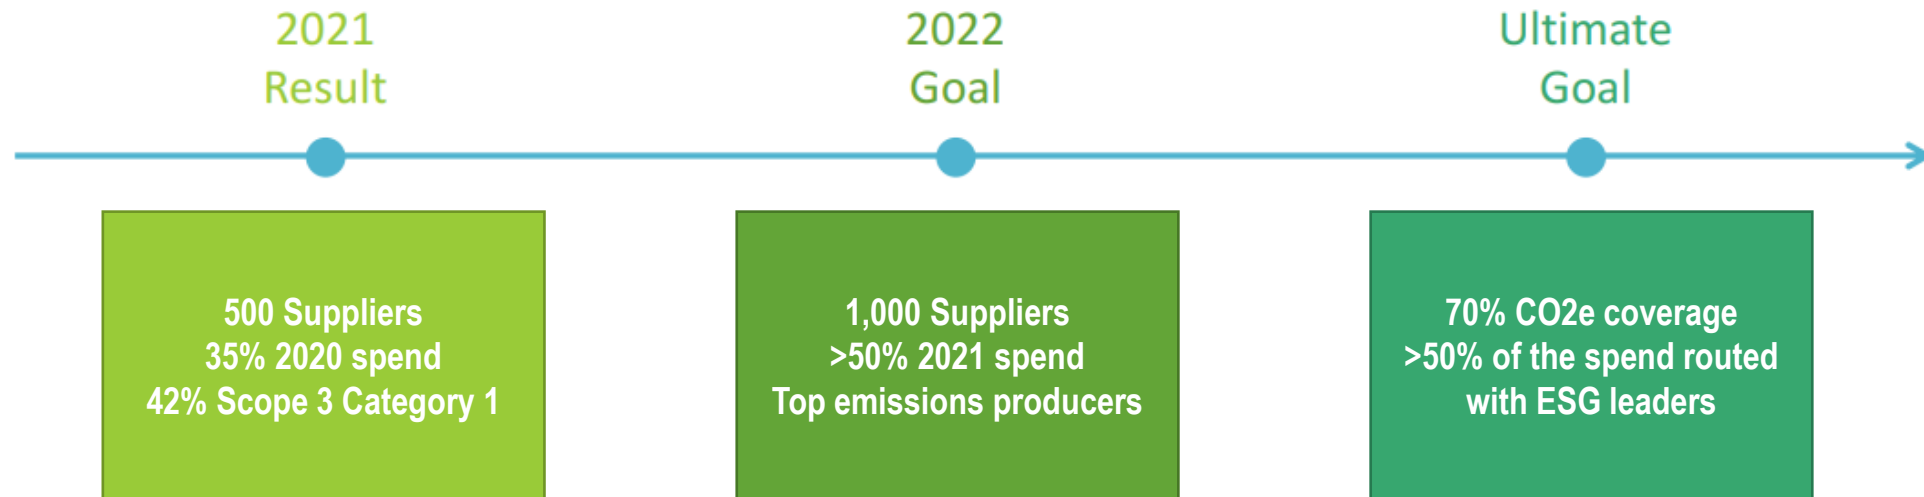 2021
Result
2022
Goal
Ultimate
Goal
500 Suppliers
35% 2020 spend
42% Scope 3 Category 1
1,000 Suppliers
>50% 2021 spend
Top emissions producers
70% CO2e coverage
>50% of the spend routed
with ESG leaders